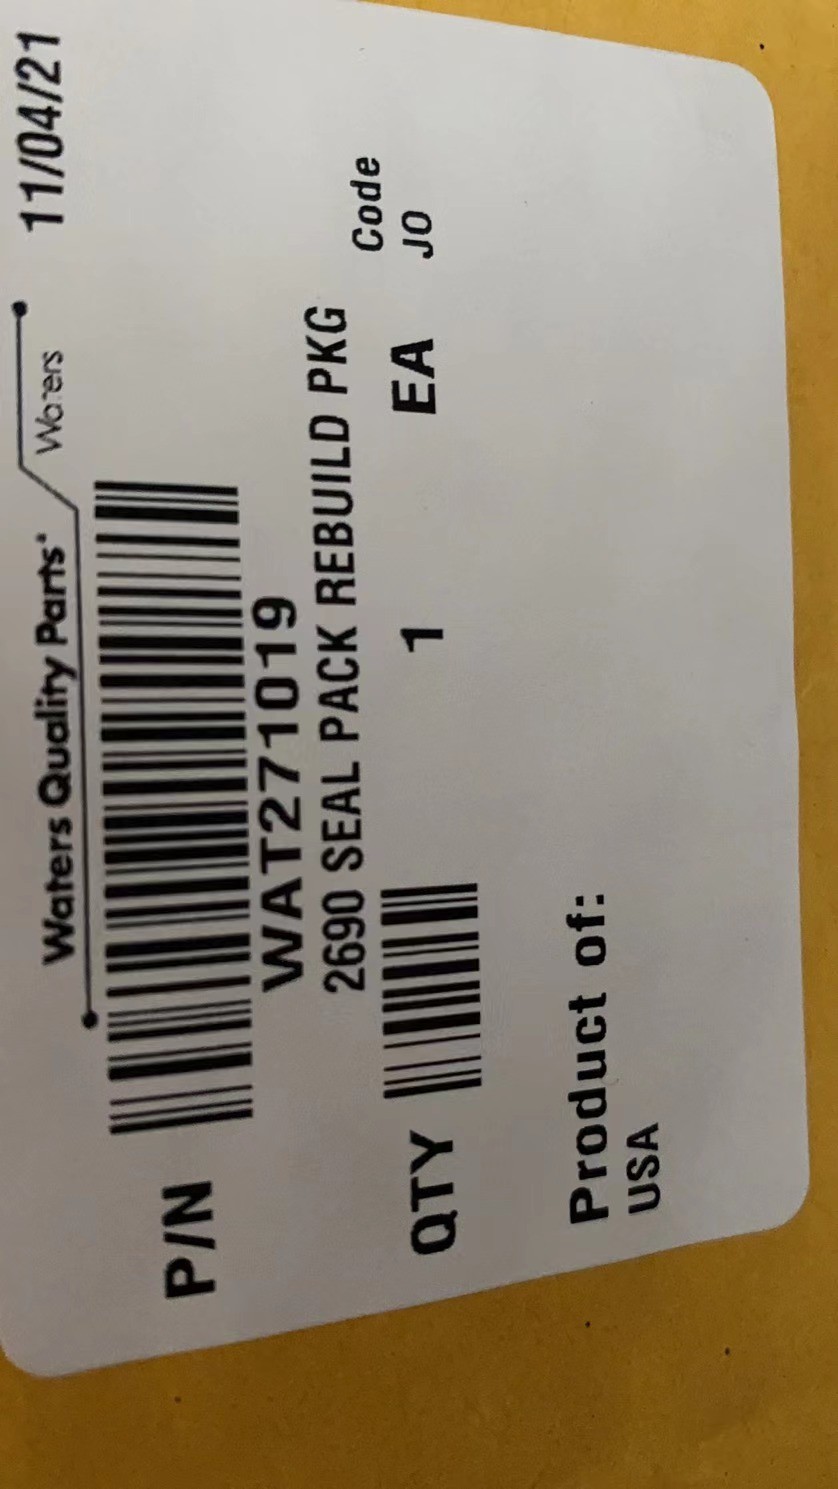 Waters Quality Parts® Waters 11/04/21
P/N
WAT271019
2690 SEAL PACK REBUILD PKG
Code
QTY 1 EA JO
Product of:
USA